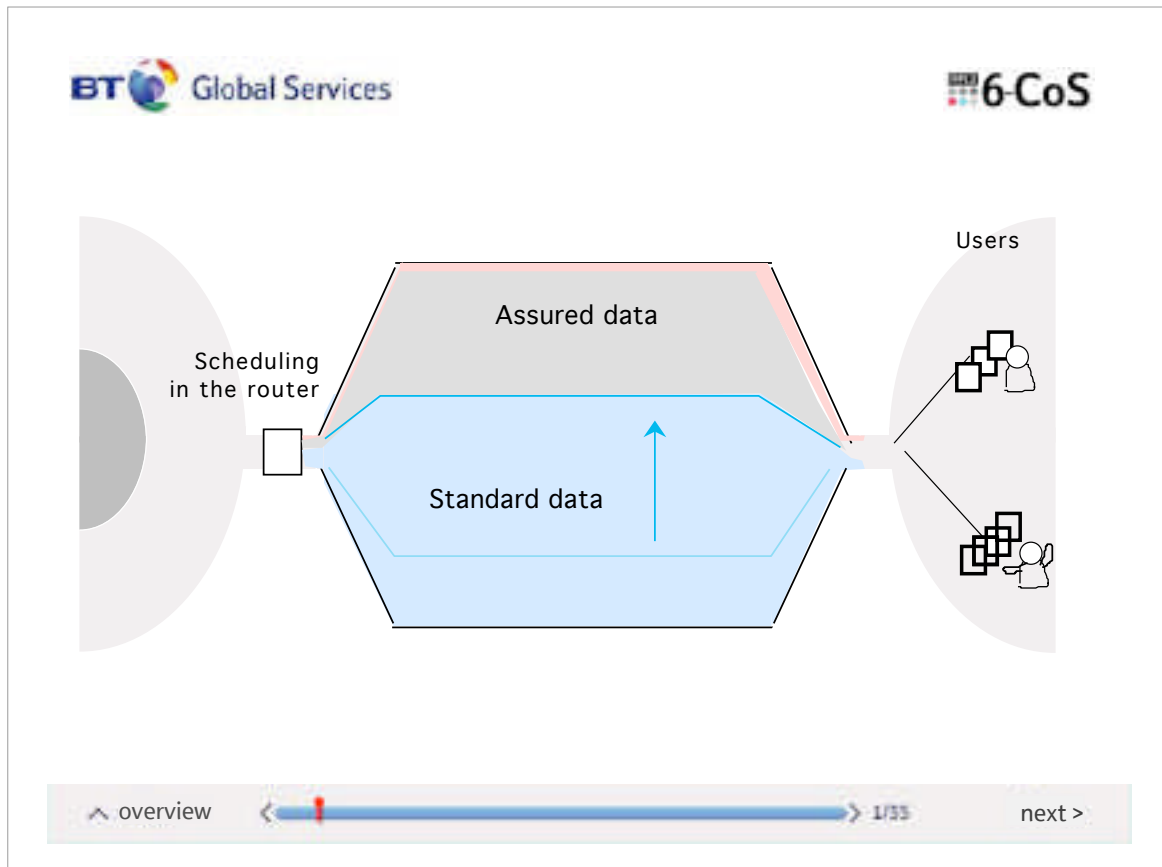 BT Global Services
6-CoS
Users
Assured data
Scheduling
in the router
Standard data
overview
1/35
next >